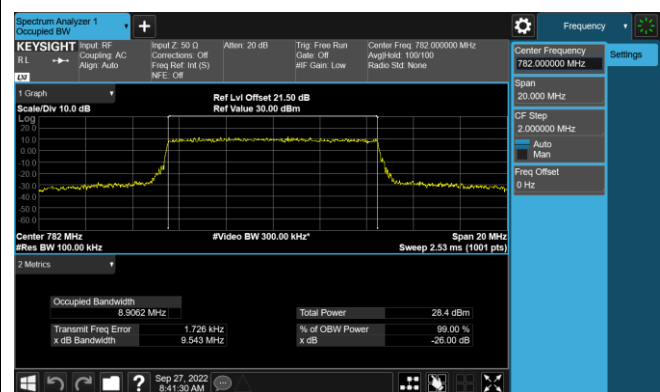 Spectrum Analyzer 1
Occupied BW
Frequency
KEYSIGHT Input: RF Input Z: 50 Ω Atten: 20 dB Trig: Free Run Center Freq: 782.000000 MHz
RL Coupling: AC Corrections: Off Gate: Off Avg|Hold: 100/100
Align: Auto Freq Ref: Int (S) #IF Gain: Low Radio Std: None
NFE: Off
LXI
Center Frequency
782.000000 MHz
Settings
Span
20.000 MHz
CF Step
2.000000 MHz
Auto
Man
Freq Offset
0 Hz
1 Graph
Ref Lvl Offset 21.50 dB
Scale/Div 10.0 dB Ref Value 30.00 dBm
Log
20.0
10.0
0.00
-10.0
-20.0
-30.0
-40.0
-50.0
-60.0
Center 782 MHz #Video BW 300.00 kHz* Span 20 MHz
#Res BW 100.00 kHz Sweep 2.53 ms (1001 pts)
2 Metrics
Occupied Bandwidth
8.9062 MHz Total Power 28.4 dBm
Transmit Freq Error 1.726 kHz % of OBW Power 99.00 %
x dB Bandwidth 9.543 MHz x dB -26.00 dB
Sep 27, 2022
8:41:30 AM